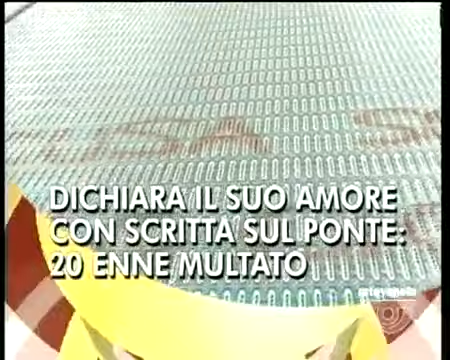 DICHIARA IL SUO AMORE
CON SCRITTA SUL PONTE:
20 ENNE MULTATO